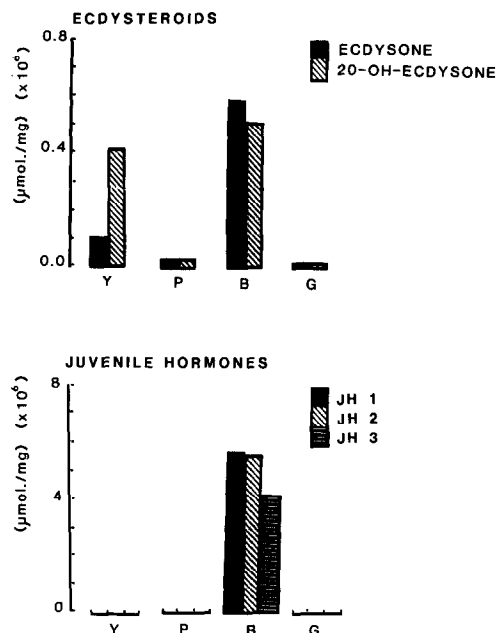 ECDYSTEROIDS
ECDYSONE
20-OH-ECDYSONE
(μmol./mg) (x10⁶)
0.8
0.4
0.0
Y P B G
JUVENILE HORMONES
JH 1
JH 2
JH 3
(μmol./mg) (x10⁶)
8
4
0
Y P B G